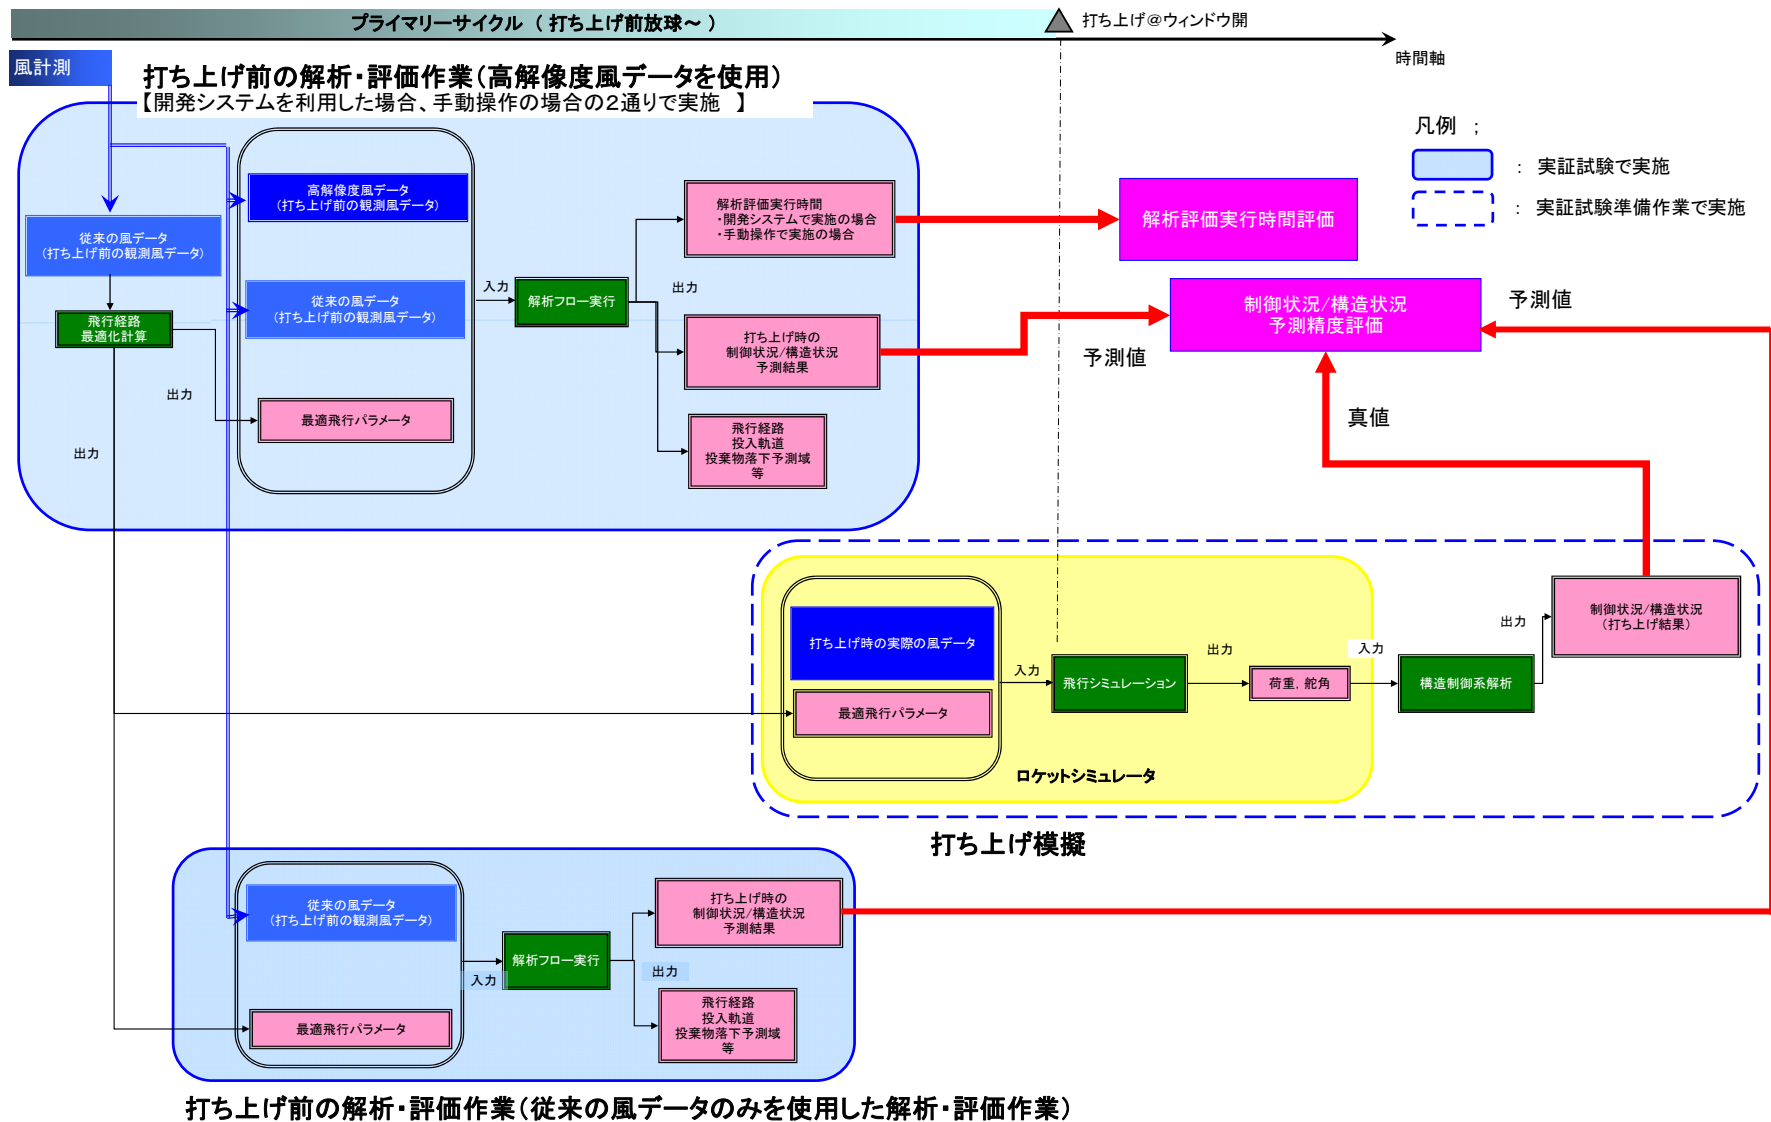 プライマリーサイクル （ 打ち上げ前放球～ ）
打ち上げ＠ウィンドウ開
時間軸
風計測
打ち上げ前の解析・評価作業（高解像度風データを使用）
【開発システムを利用した場合、手動操作の場合の２通りで実施　】
凡例　；
：　実証試験で実施
：　実証試験準備作業で実施
従来の風データ
（打ち上げ前の観測風データ）
飛行経路
最適化計算
出力
出力
高解像度風データ
（打ち上げ前の観測風データ）
従来の風データ
（打ち上げ前の観測風データ）
最適飛行パラメータ
入力
解析フロー実行
出力
解析評価実行時間
・開発システムで実施の場合
・手動操作で実施の場合
打ち上げ時の
制御状況/構造状況
予測結果
飛行経路
投入軌道
投棄物落下予測域
等
解析評価実行時間評価
制御状況/構造状況
予測精度評価
予測値
予測値
真値
打ち上げ時の実際の風データ
最適飛行パラメータ
入力
飛行シミュレーション
出力
荷重, 舵角
入力
構造制御系解析
出力
制御状況/構造状況
（打ち上げ結果）
ロケットシミュレータ
打ち上げ模擬
従来の風データ
（打ち上げ前の観測風データ）
最適飛行パラメータ
入力
解析フロー実行
出力
打ち上げ時の
制御状況/構造状況
予測結果
飛行経路
投入軌道
投棄物落下予測域
等
打ち上げ前の解析・評価作業（従来の風データのみを使用した解析・評価作業）